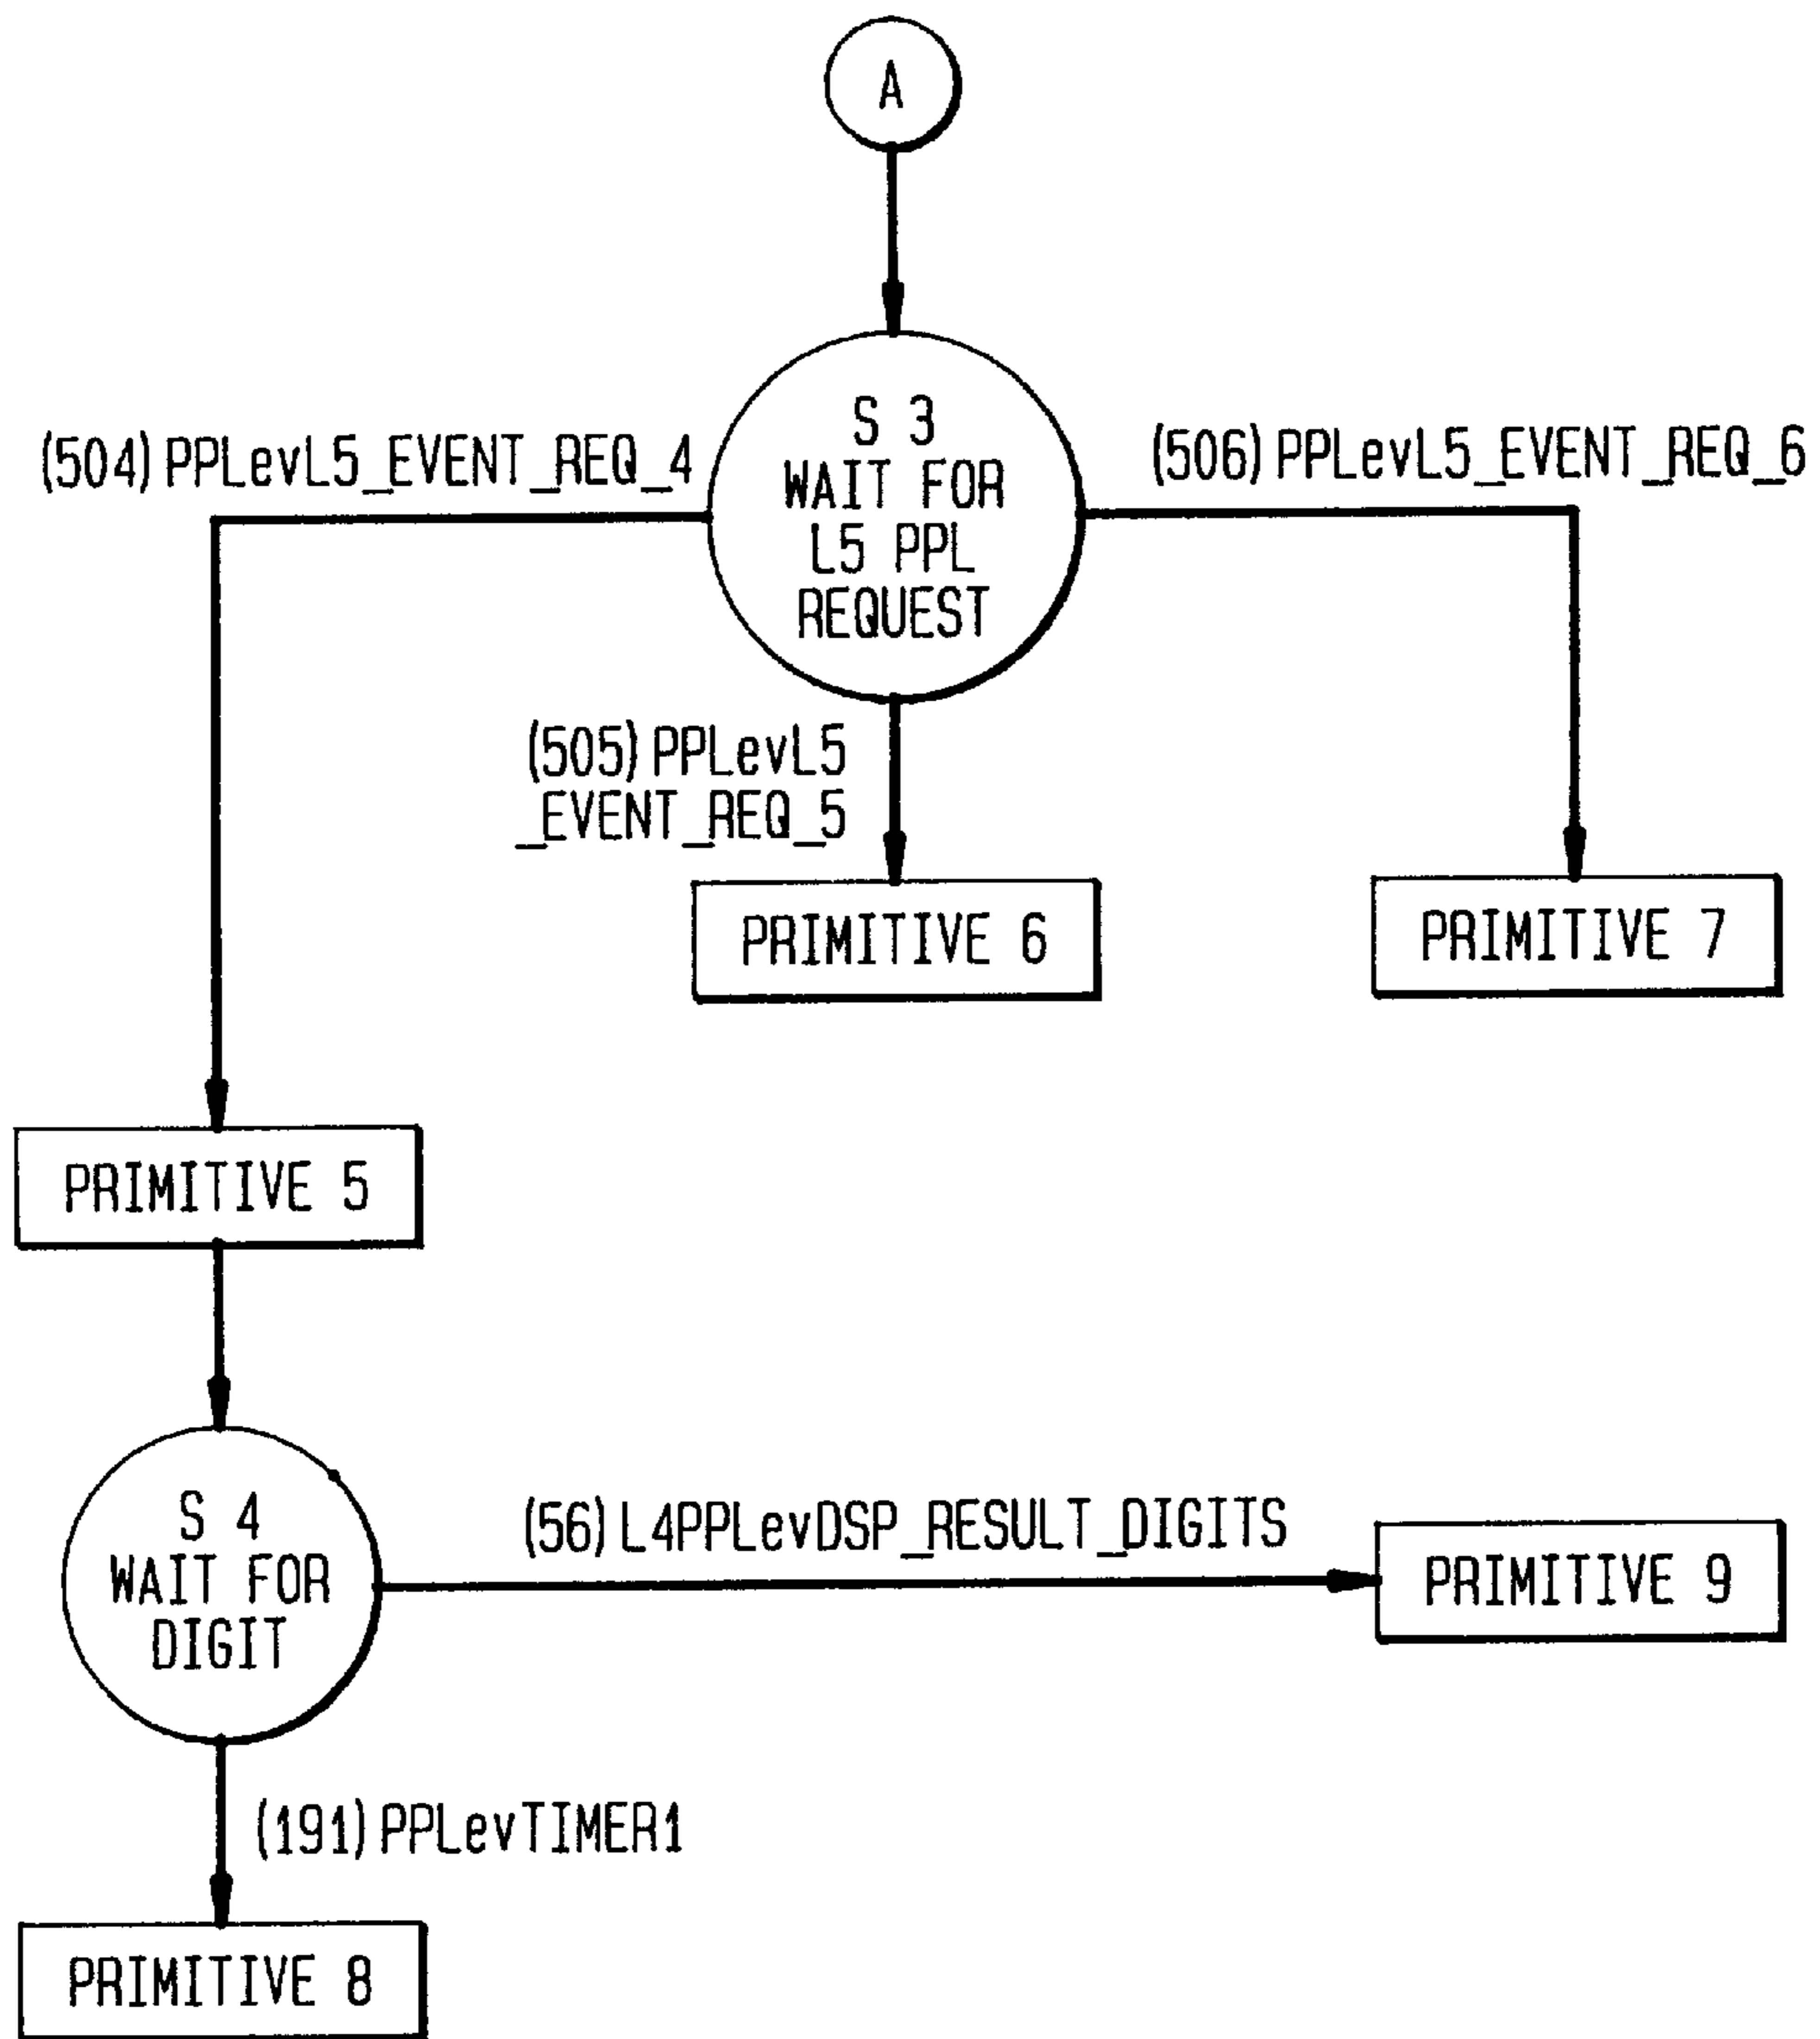 A
S 3
WAIT FOR
L5 PPL
REQUEST
(504) PPLevL5_EVENT_REQ_4
(506) PPLevL5_EVENT_REQ_6
(505) PPLevL5
_EVENT_REQ_5
PRIMITIVE 6
PRIMITIVE 7
PRIMITIVE 5
S 4
WAIT FOR
DIGIT
(56) L4PPLevDSP_RESULT_DIGITS
PRIMITIVE 9
(191) PPLevTIMER1
PRIMITIVE 8